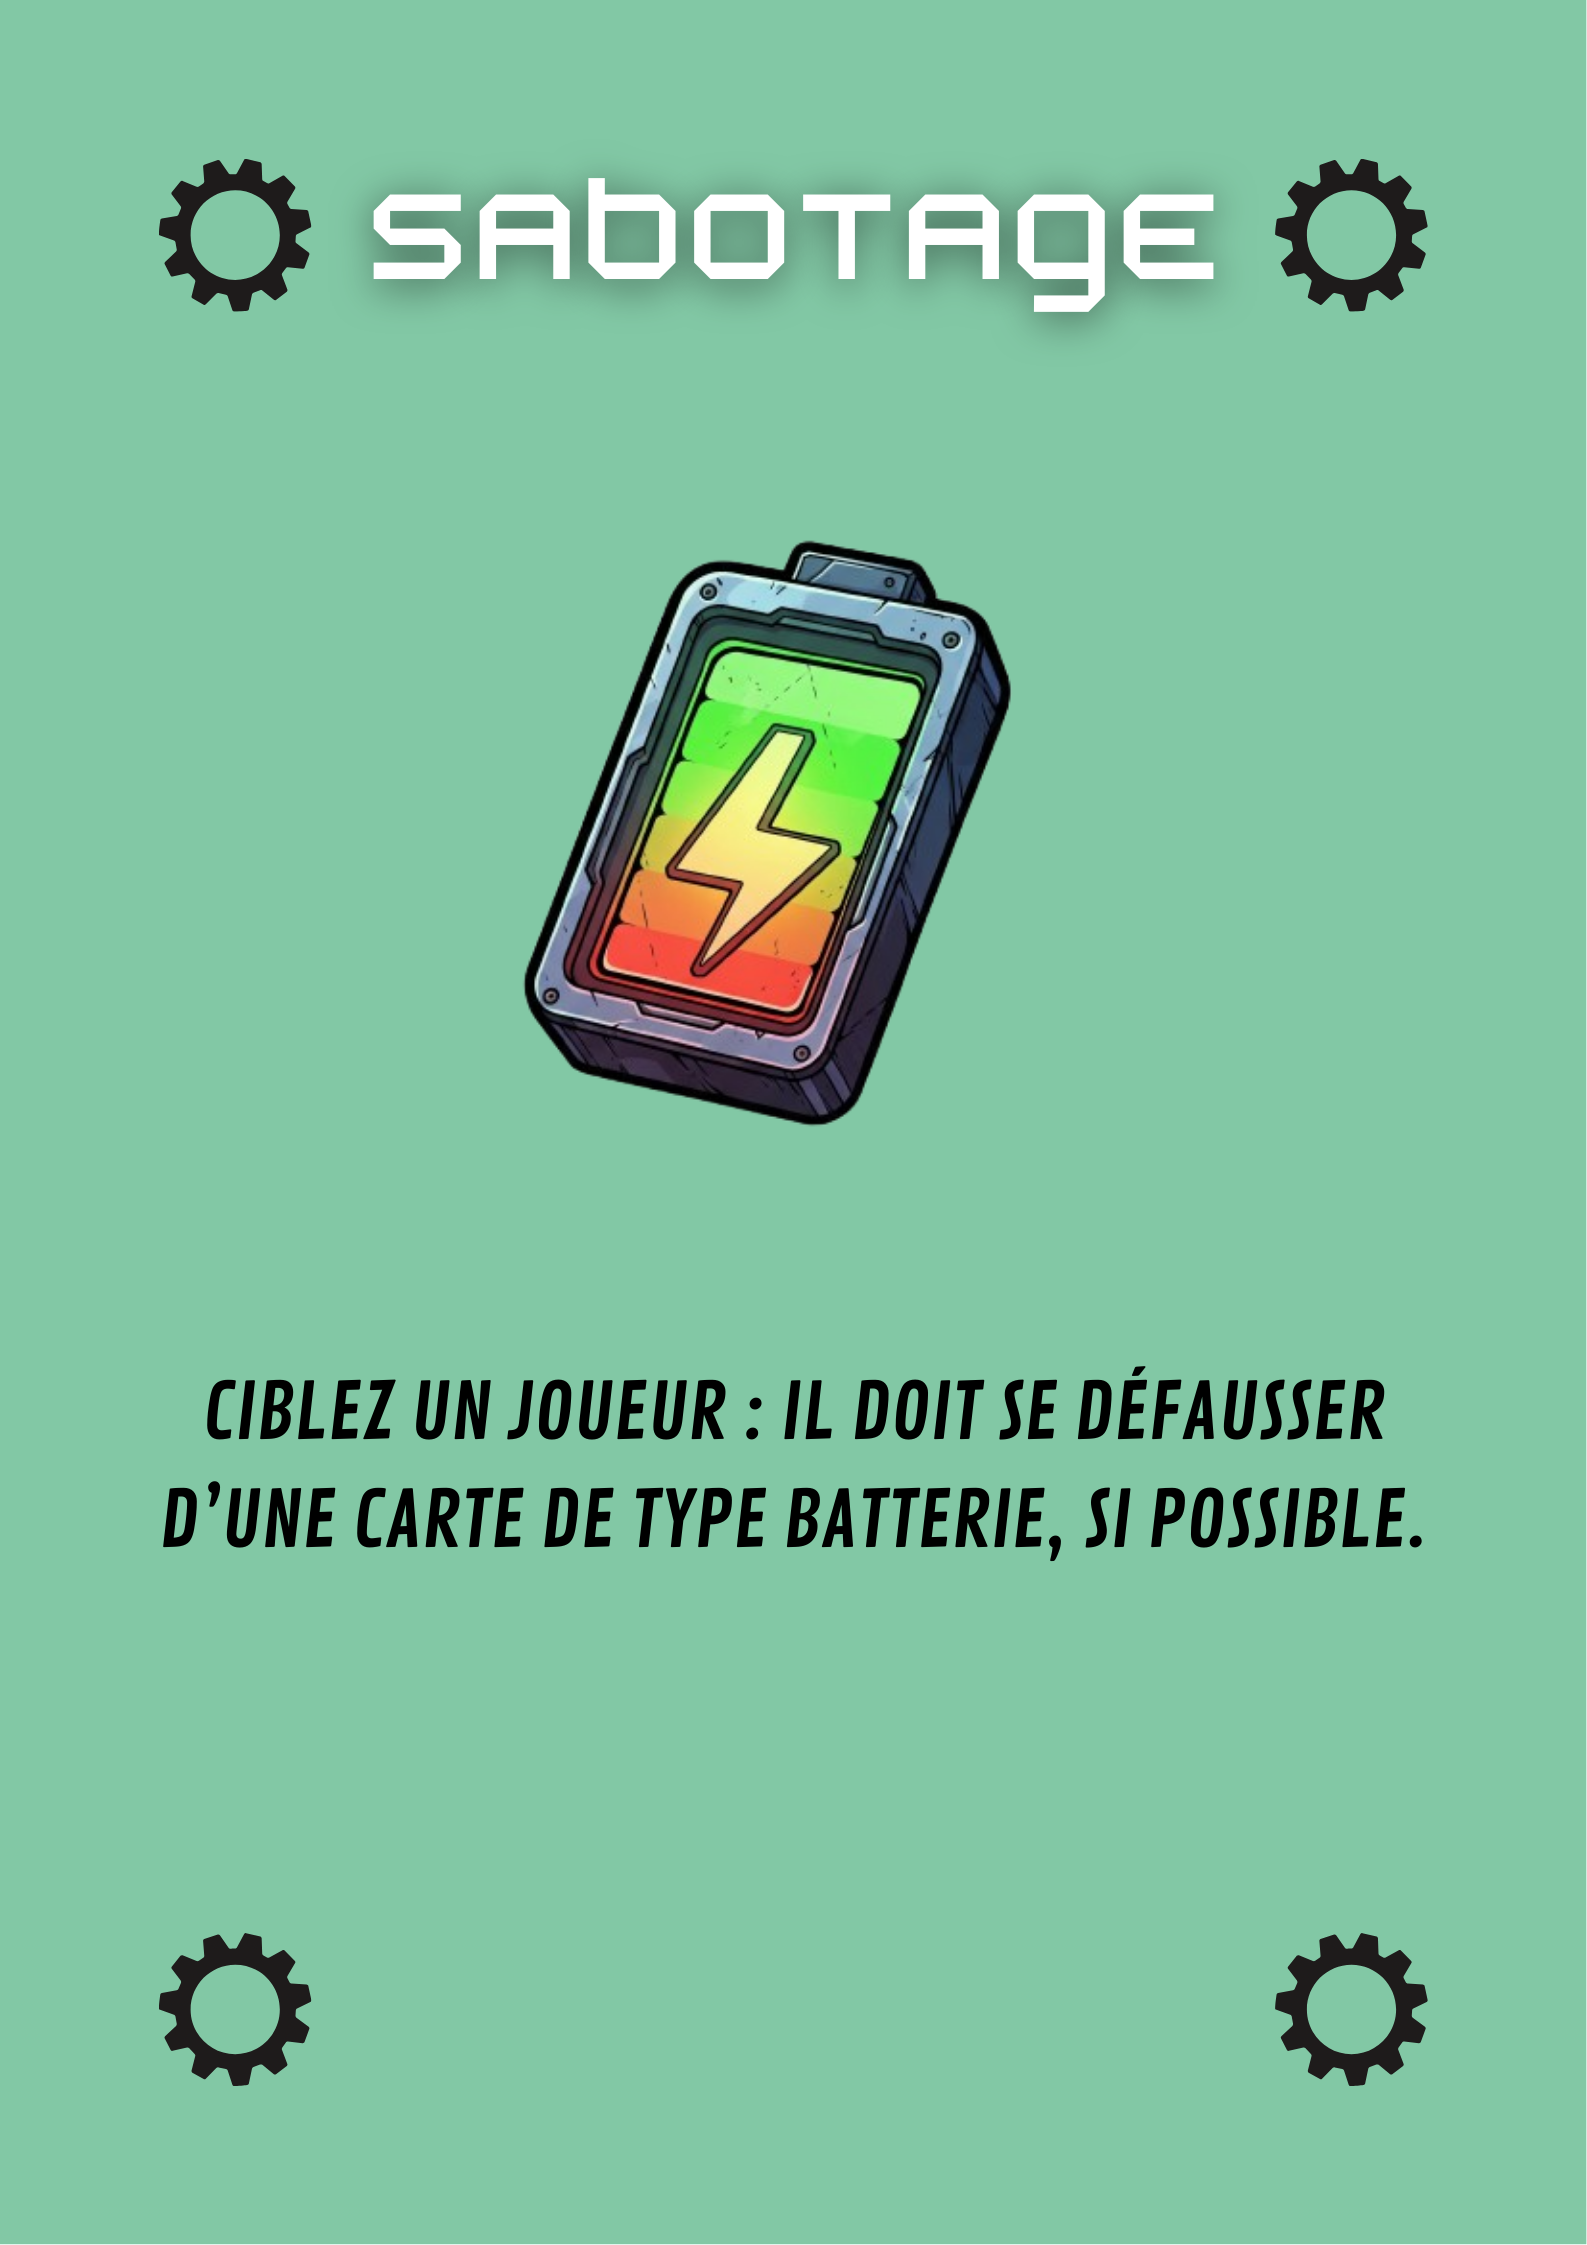 SABOTAGE
CIBLEZ UN JOUEUR : IL DOIT SE DÉFAUSSER
D’UNE CARTE DE TYPE BATTERIE, SI POSSIBLE.